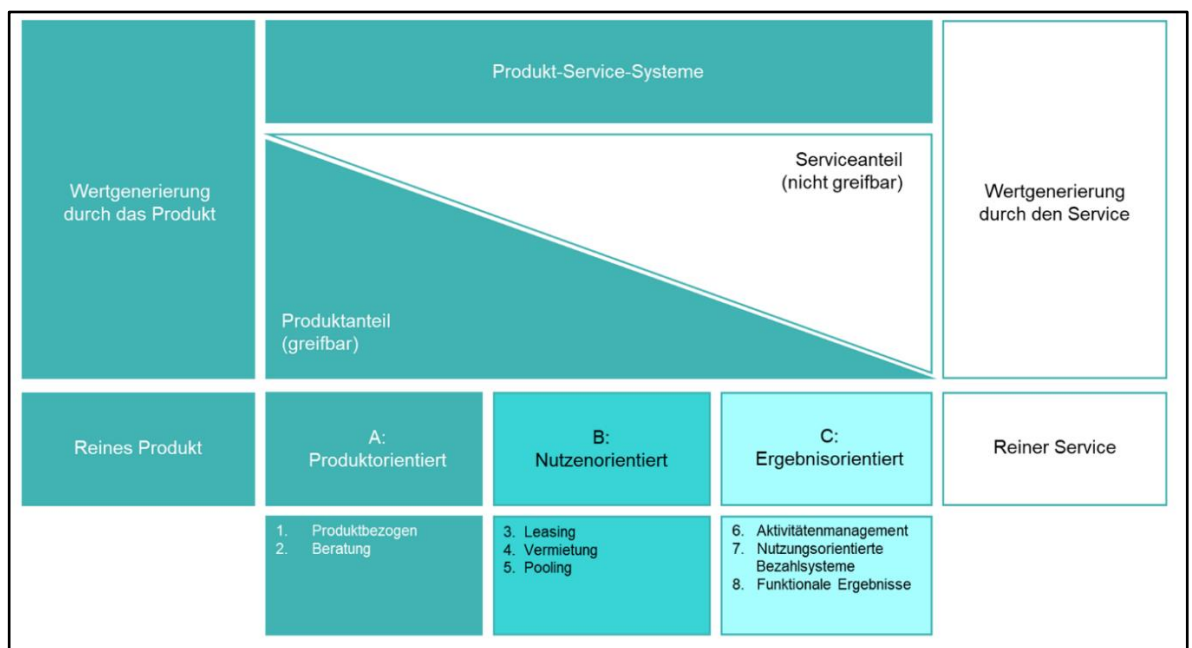 Produkt-Service-Systeme
Wertgenerierung
durch das Produkt
Serviceanteil
(nicht greifbar)
Produktanteil
(greifbar)
Wertgenerierung
durch den Service
Reines Produkt
A:
Produktorientiert
B:
Nutzenorientiert
C:
Ergebnisorientiert
Reiner Service
1. Produktbezogen
2. Beratung
3. Leasing
4. Vermietung
5. Pooling
6. Aktivitätenmanagement
7. Nutzungsorientierte
Bezahlsysteme
8. Funktionale Ergebnisse